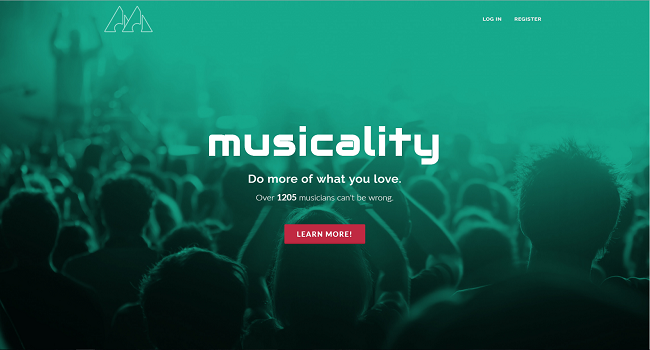 LOG IN REGISTER
musicality
Do more of what you love.
Over 1205 musicians can't be wrong.
LEARN MORE!